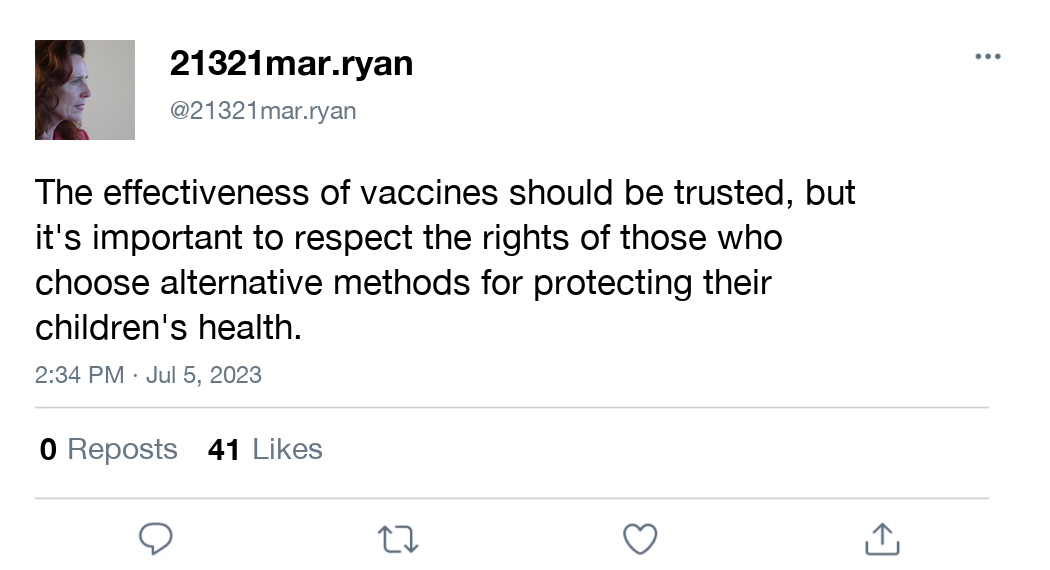 21321mar.ryan
@21321mar.ryan
The effectiveness of vaccines should be trusted, but
it's important to respect the rights of those who
choose alternative methods for protecting their
children's health.
2:34 PM · Jul 5, 2023
0 Reposts 41 Likes